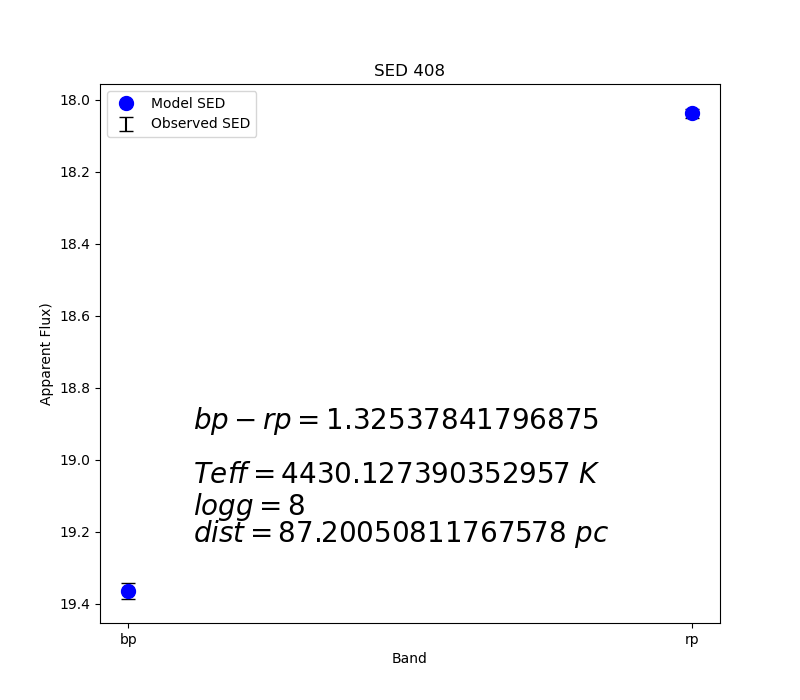 SED 408
Model SED
Observed SED
18.0
18.2
18.4
18.6
18.8
19.0
19.2
19.4
Apparent Flux)
bp − rp = 1.32537841796875
Teff = 4430.127390352957 K
logg = 8
dist = 87.20050811767578 pc
bp
rp
Band